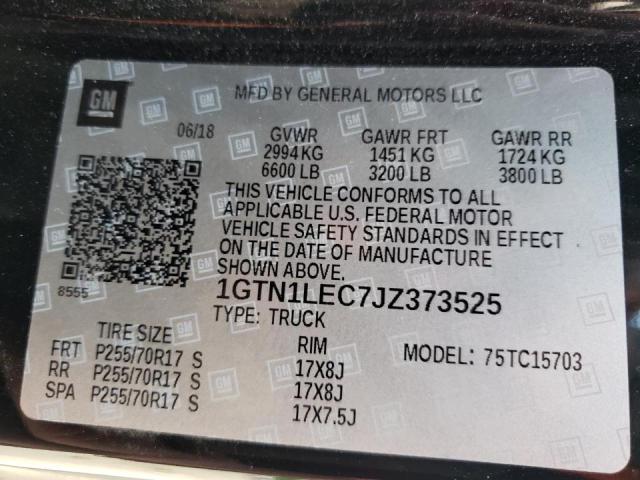 GM
MFD BY GENERAL MOTORS LLC
06/18 GVWR GAWR FRT GAWR RR
2994 KG 1451 KG 1724 KG
6600 LB 3200 LB 3800 LB
THIS VEHICLE CONFORMS TO ALL
APPLICABLE U.S. FEDERAL MOTOR
VEHICLE SAFETY STANDARDS IN EFFECT
ON THE DATE OF MANUFACTURE
SHOWN ABOVE.
8555
1GTN1LEC7JZ373525
TYPE: TRUCK
TIRE SIZE RIM MODEL: 75TC15703
FRT P255/70R17 S 17X8J
RR P255/70R17 S 17X8J
SPA P255/70R17 S 17X7.5J